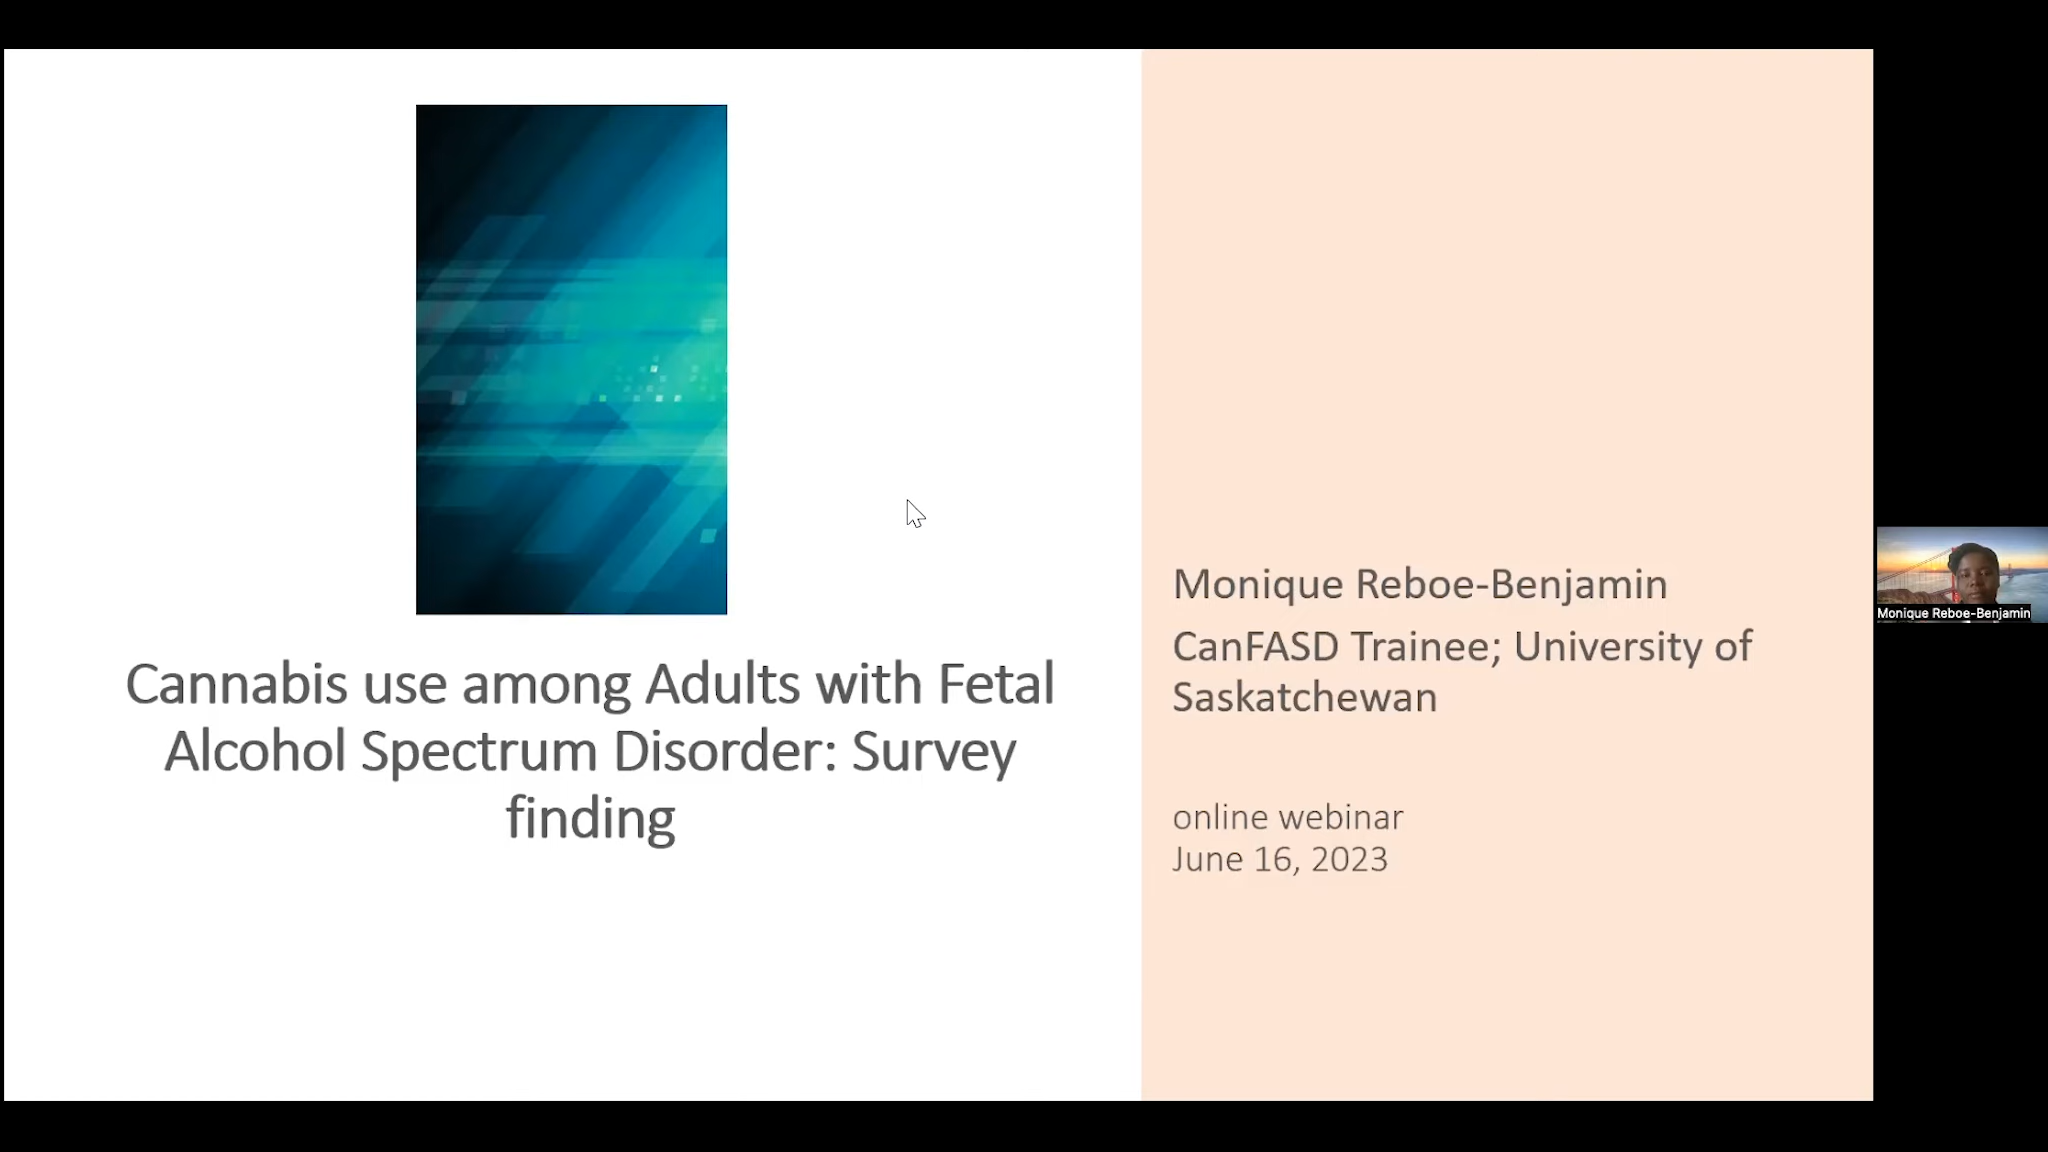 Cannabis use among Adults with Fetal
Alcohol Spectrum Disorder: Survey
finding
Monique Reboe-Benjamin
CanFASD Trainee; University of
Saskatchewan
online webinar
June 16, 2023
Monique Reboe-Benjamin